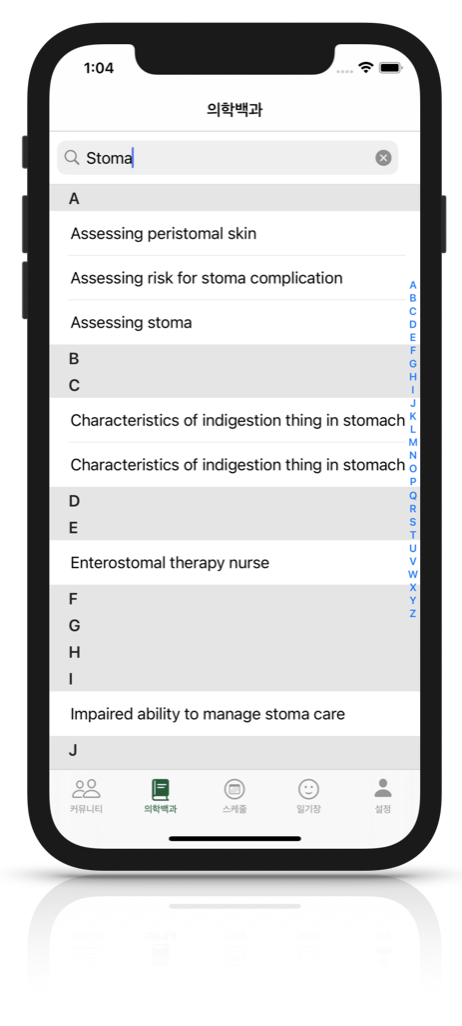 1:04
의학백과
Stoma
A
Assessing peristomal skin
Assessing risk for stoma complication
Assessing stoma
B
C
Characteristics of indigestion thing in stomach
Characteristics of indigestion thing in stomach
D
E
Enterostomal therapy nurse
F
G
H
I
Impaired ability to manage stoma care
J
A
B
C
D
E
F
G
H
I
J
K
L
M
N
O
P
Q
R
S
T
U
V
W
X
Y
Z
커뮤니티 의학백과 스케줄 일기장 설정